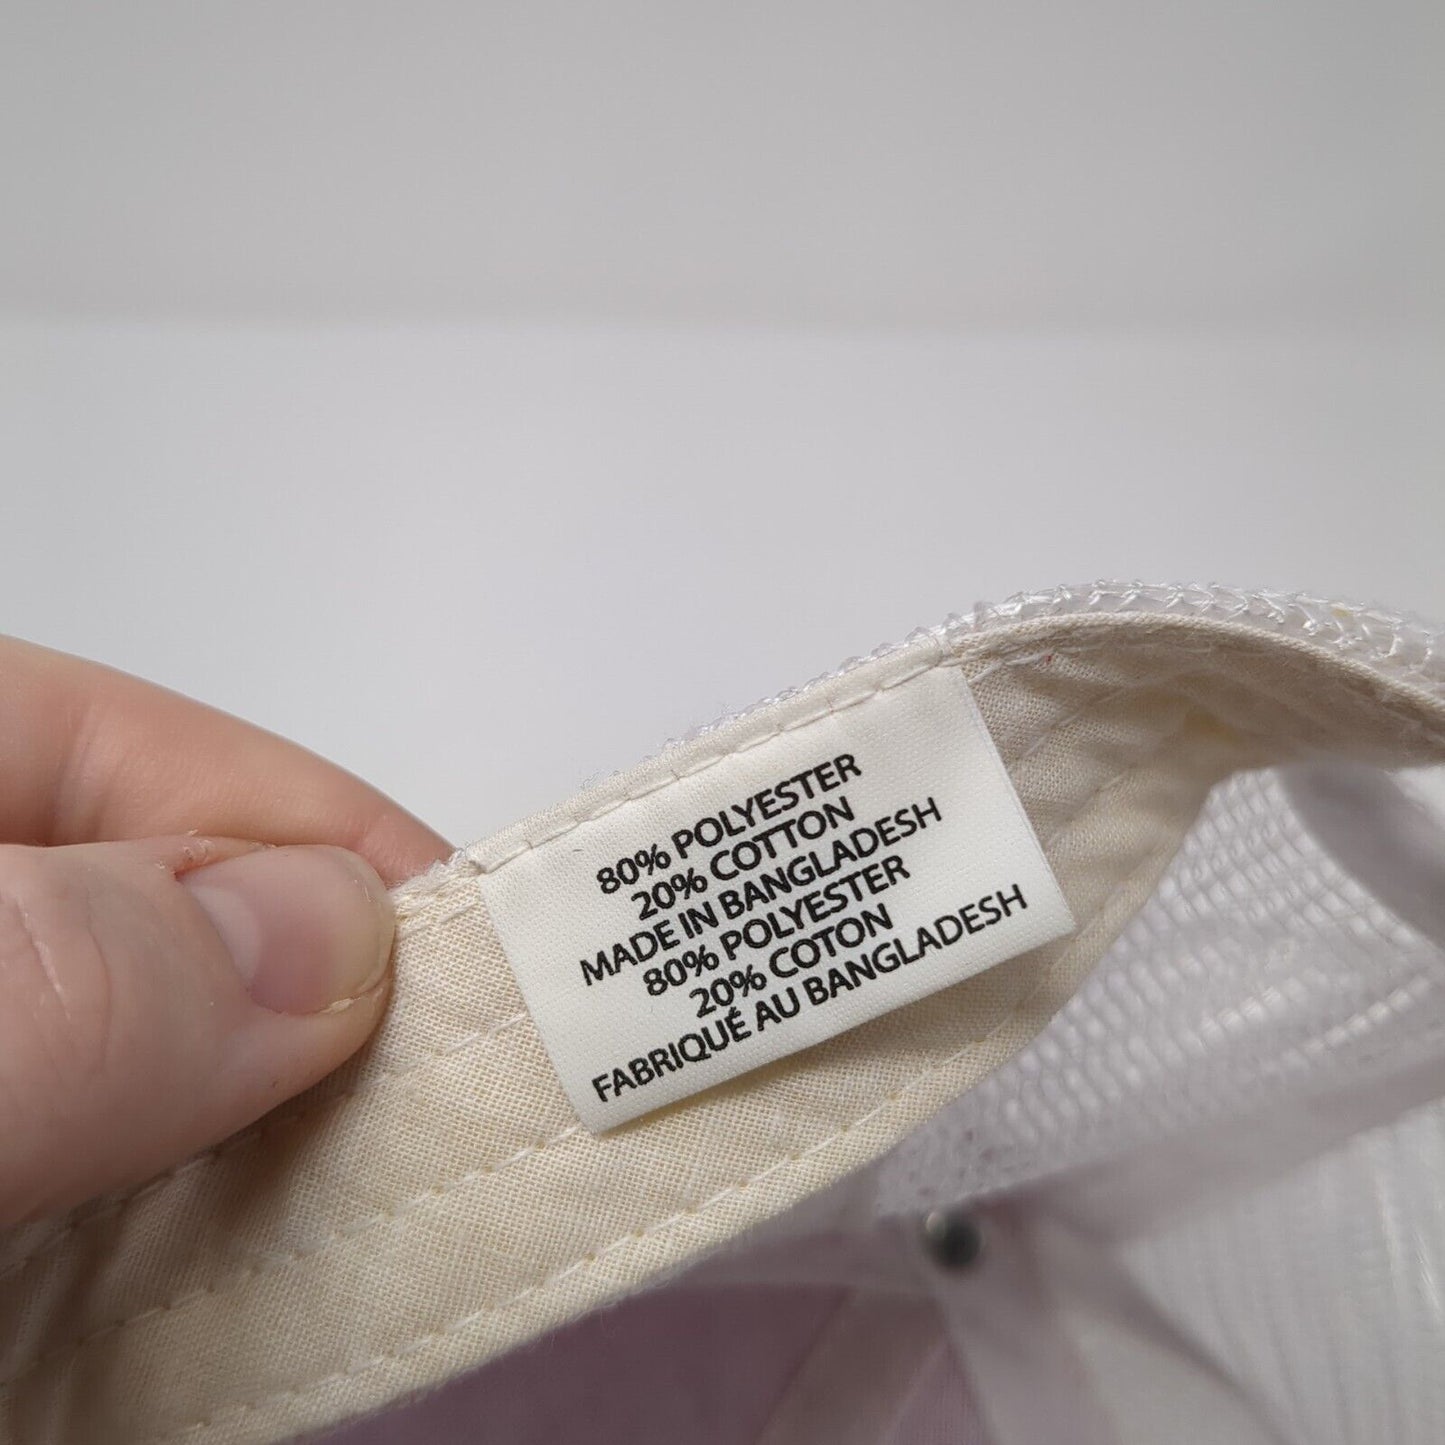 80% POLYESTER
20% COTTON
MADE IN BANGLADESH
80% POLYESTER
20% COTON
FABRIQUÉ AU BANGLADESH